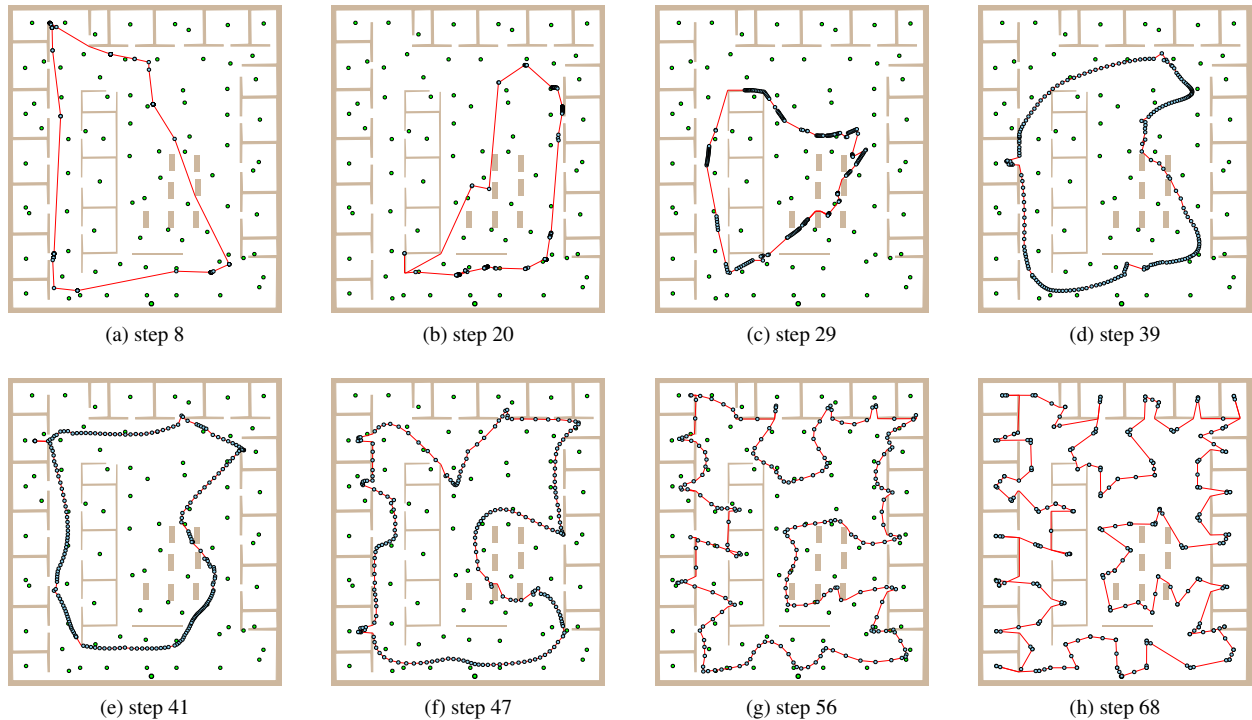 (a) step 8
(b) step 20
(c) step 29
(d) step 39
(e) step 41
(f) step 47
(g) step 56
(h) step 68